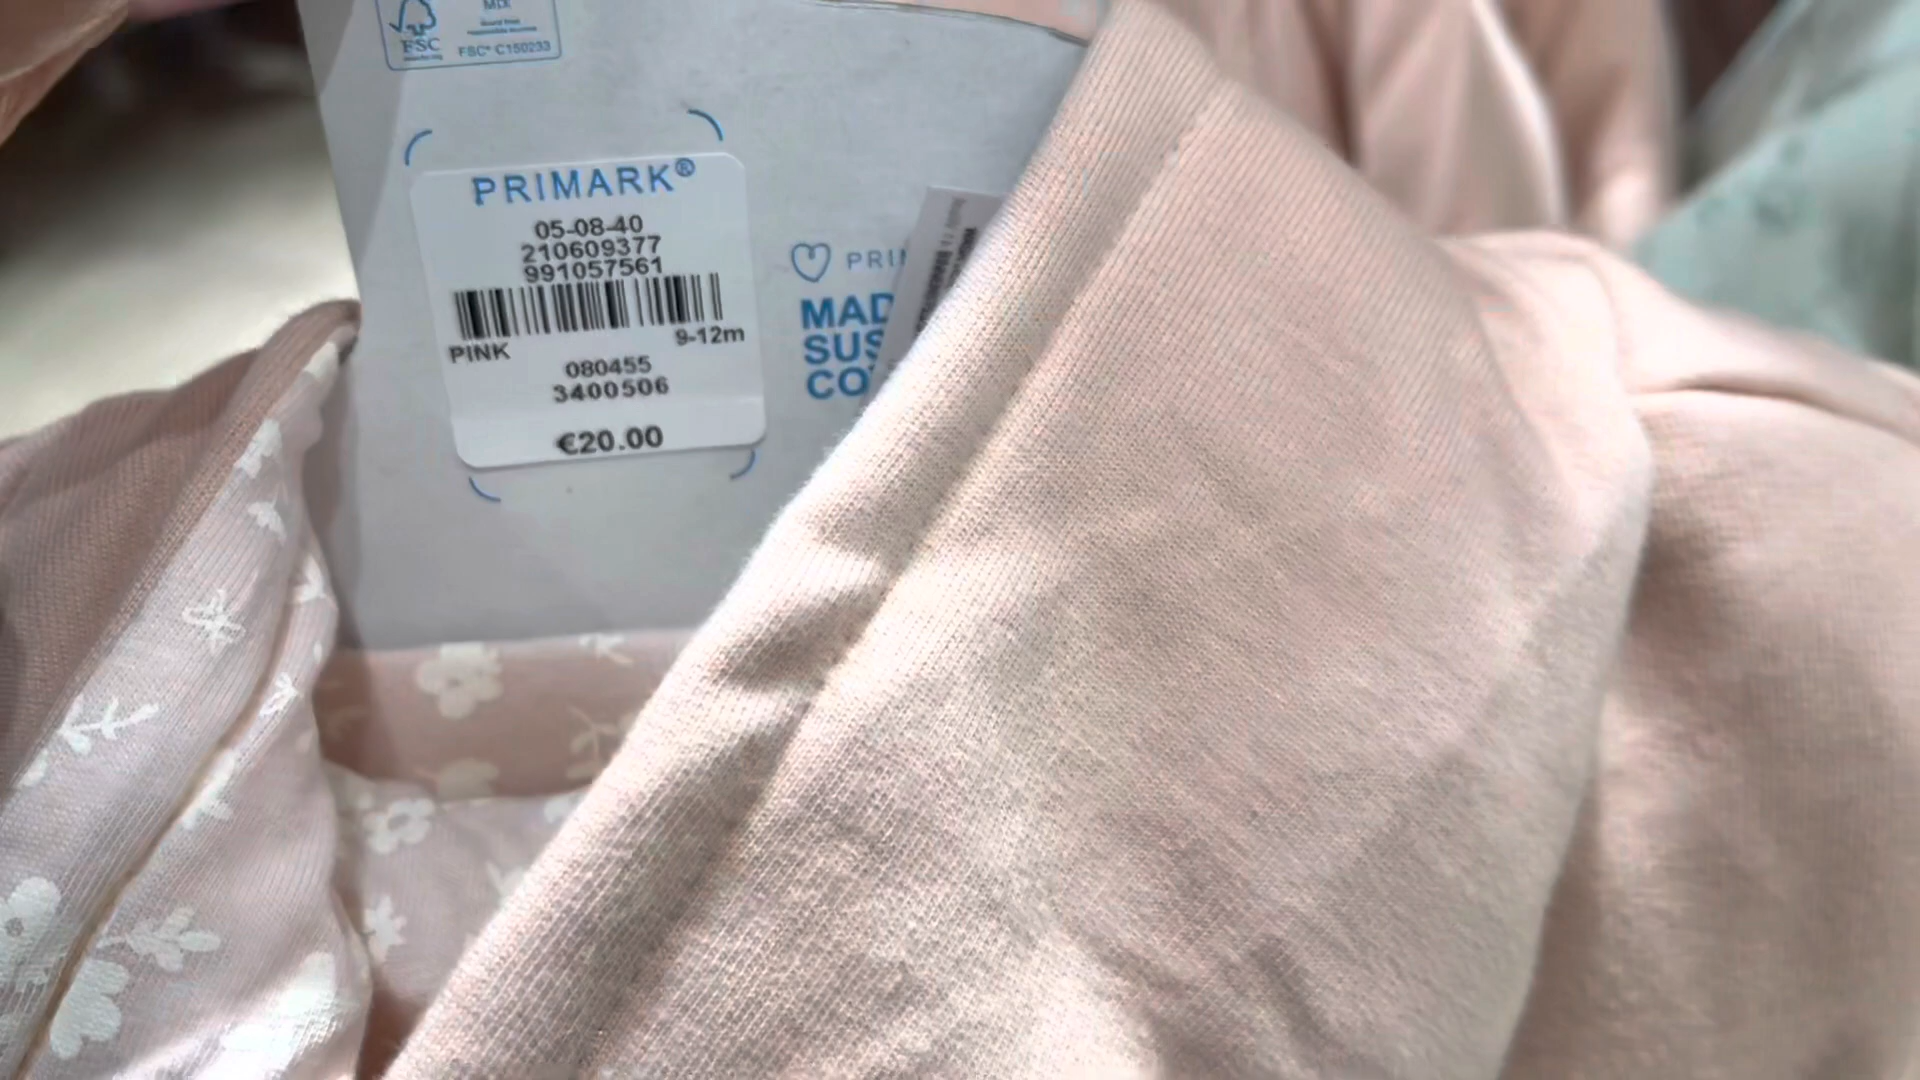 MIX
FSC
FSC® C150233
PRIMARK®
05-08-40
210609377
991057561
PINK
9-12m
080455
3400506
€20.00
PRI
MAD
SUS
CO